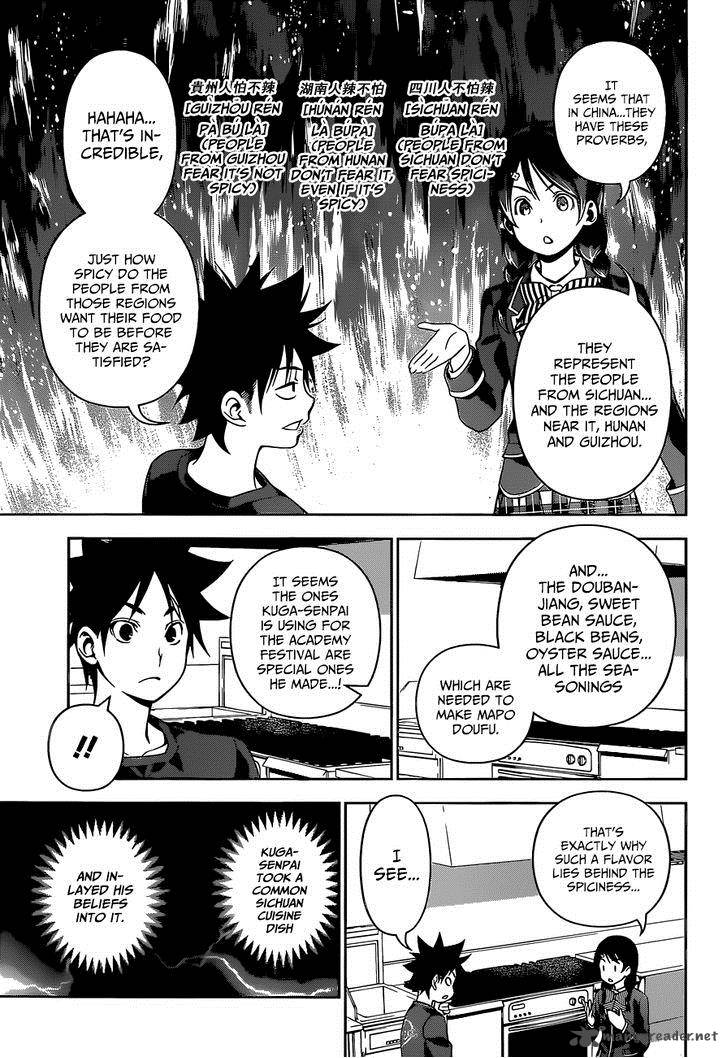 IT
SEEMS THAT
IN CHINA...THEY
HAVE THESE
PROVERBS,
四川人不怕辣
[SÌCHUĀN RÉN
BÚPA LÀ]
(PEOPLE
FROM
SICHUAN DON'T
FEAR SPICI-
NESS)
湖南人辣不怕
[HÚNÁN RÉN
LÀ BÚPA]
(PEOPLE
FROM HUNAN
DON'T FEAR IT,
EVEN IF IT'S
SPICY)
貴州人怕不辣
[GUÌZHŌU RÉN
PÀ BÚ LÀ]
(PEOPLE
FROM GUIZHOU
FEAR IT'S NOT
SPICY)
HAHAHA...
THAT'S IN-
CREDIBLE,
JUST HOW
SPICY DO THE
PEOPLE FROM
THOSE REGIONS
WANT THEIR FOOD
TO BE BEFORE
THEY ARE SA-
TISFIED?
THEY
REPRESENT
THE PEOPLE
FROM SICHUAN...
AND THE REGIONS
NEAR IT, HUNAN
AND GUIZHOU.
AND...
THE DOUBAN-
JIANG, SWEET
BEAN SAUCE,
BLACK BEANS,
OYSTER SAUCE...
ALL THE SEA-
SONINGS
WHICH ARE
NEEDED TO
MAKE MAPO
DOUFU.
IT
SEEMS
THE ONES
KUGA-SENPAI
IS USING FOR
THE ACADEMY
FESTIVAL ARE
SPECIAL ONES
HE MADE...!
!!
THAT'S
EXACTLY WHY
SUCH A FLAVOR
LIES BEHIND THE
SPICINESS...
I
SEE...
KUGA-
SENPAI
TOOK A
COMMON
SICHUAN
CUISINE
DISH
AND IN-
LAYED HIS
BELIEFS
INTO IT.
mangareader.net